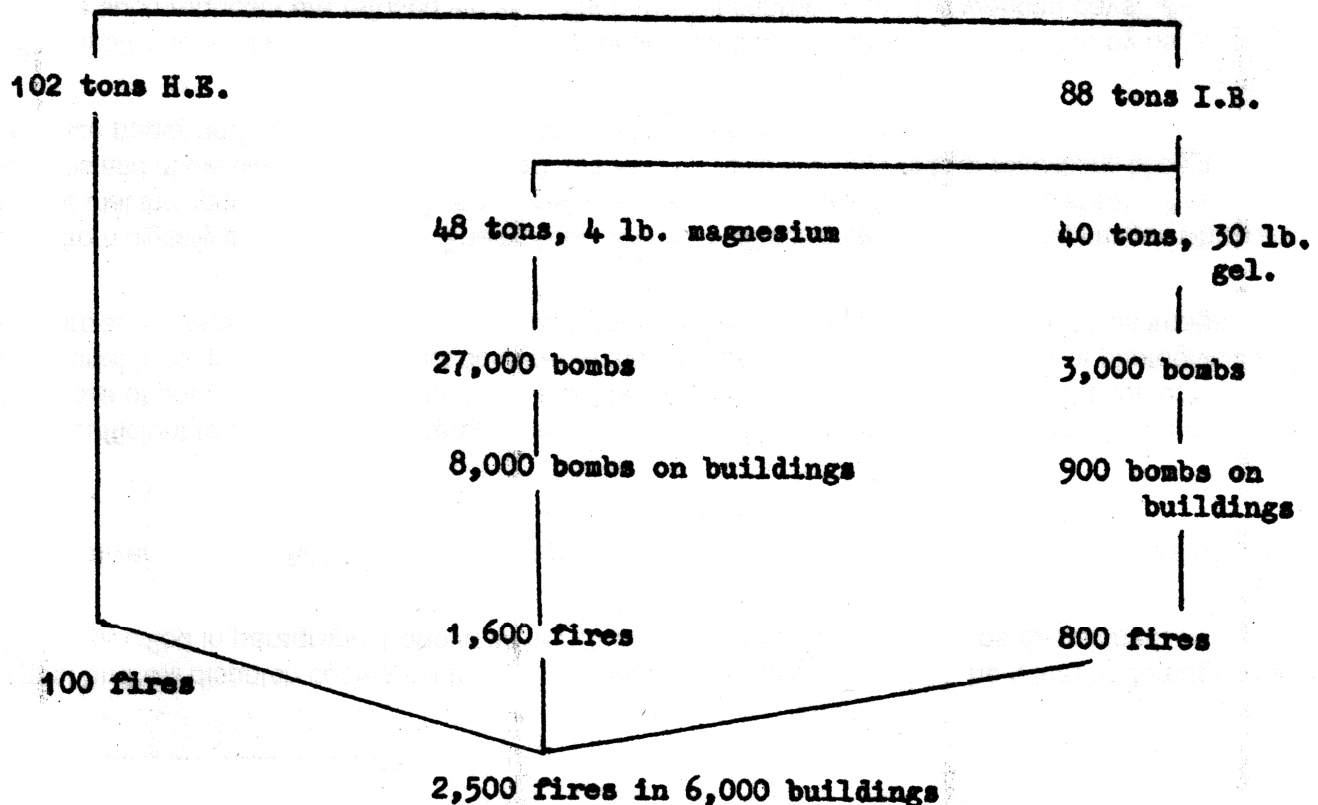 102 tons H.E.
88 tons I.B.
48 tons, 4 lb. magnesium
40 tons, 30 lb.
gel.
27,000 bombs
3,000 bombs
8,000 bombs on buildings
900 bombs on
buildings
1,600 fires
800 fires
100 fires
2,500 fires in 6,000 buildings